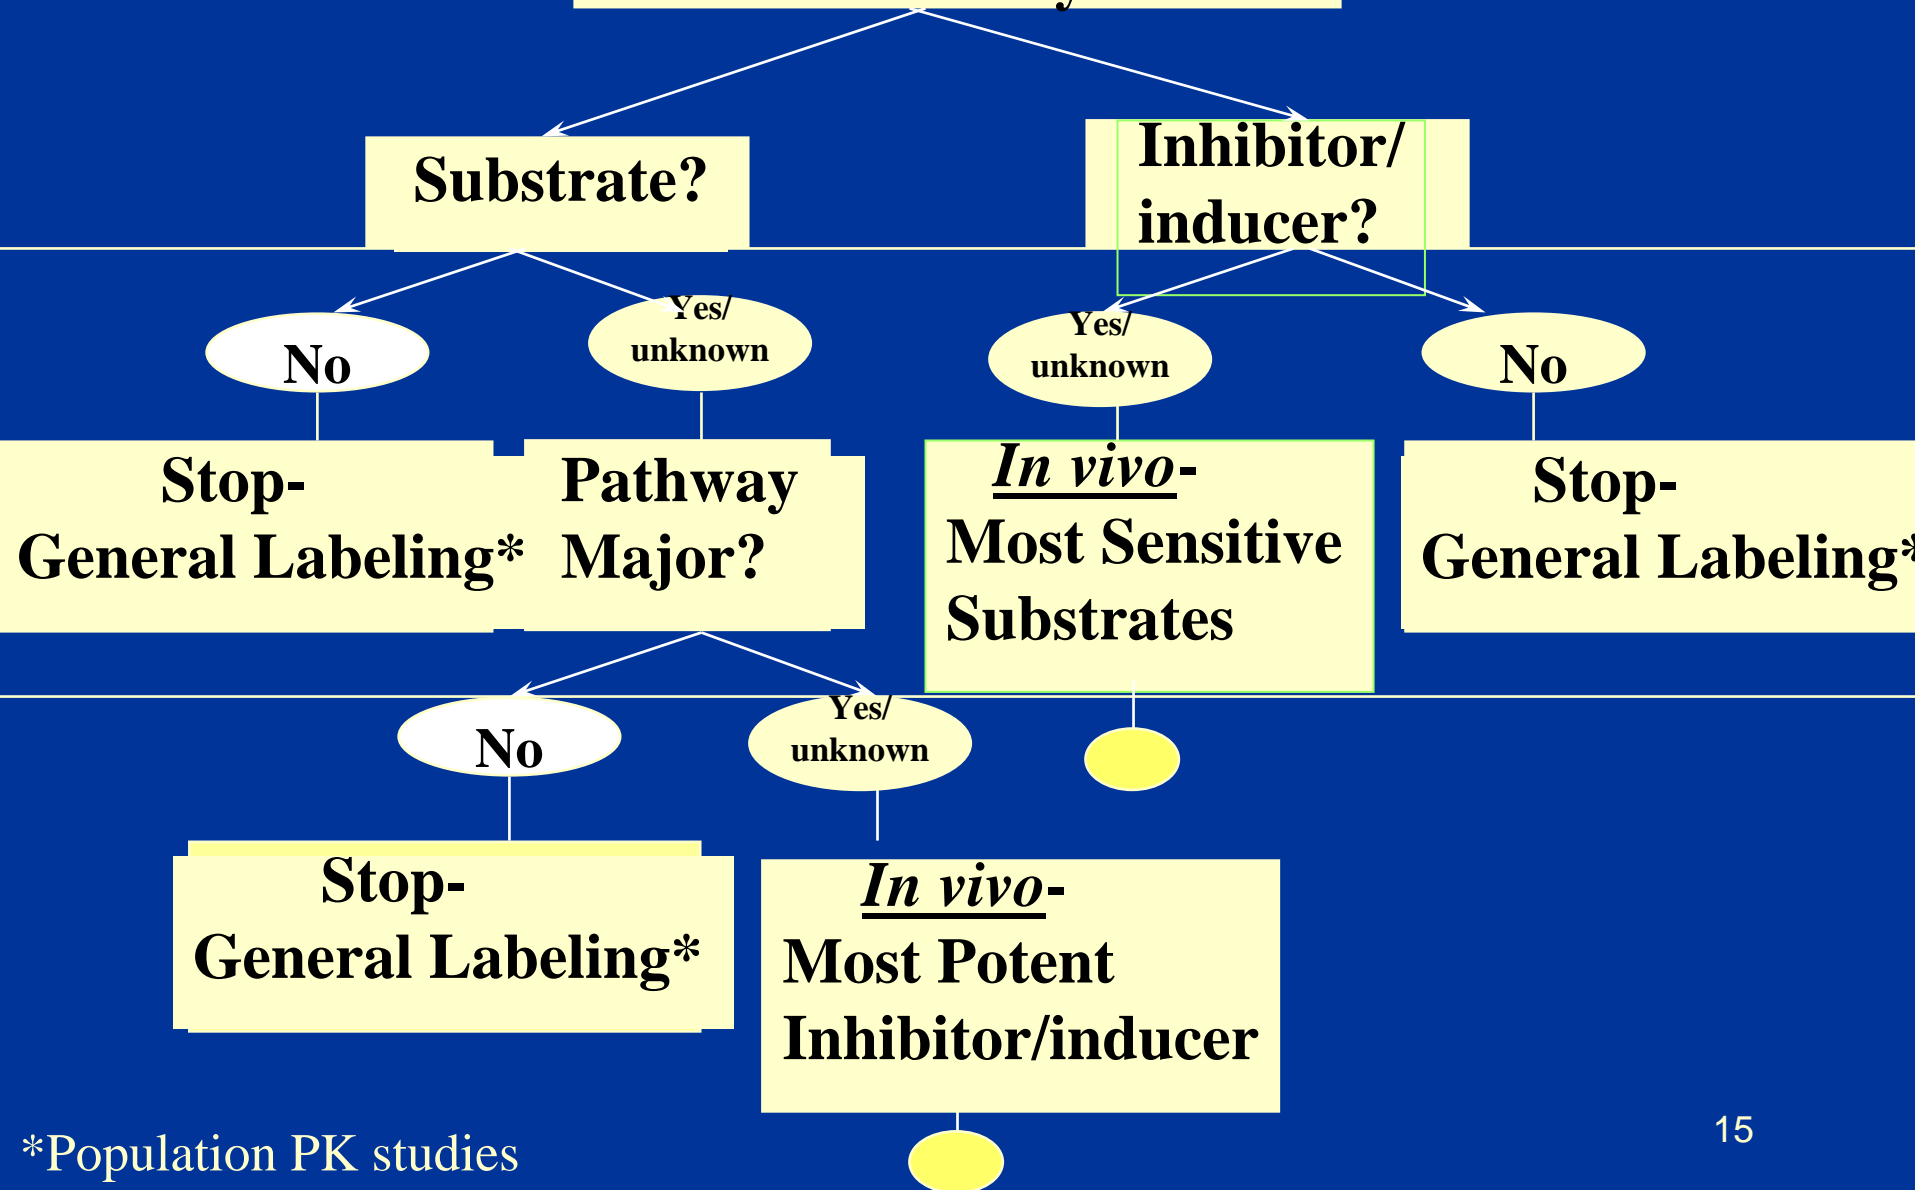 Substrate?
Inhibitor/
inducer?
No
Yes/
unknown
Yes/
unknown
No
Stop-
General Labeling*
Pathway
Major?
In vivo-
Most Sensitive
Substrates
Stop-
General Labeling*
No
Yes/
unknown
Stop-
General Labeling*
In vivo-
Most Potent
Inhibitor/inducer
*Population PK studies
15